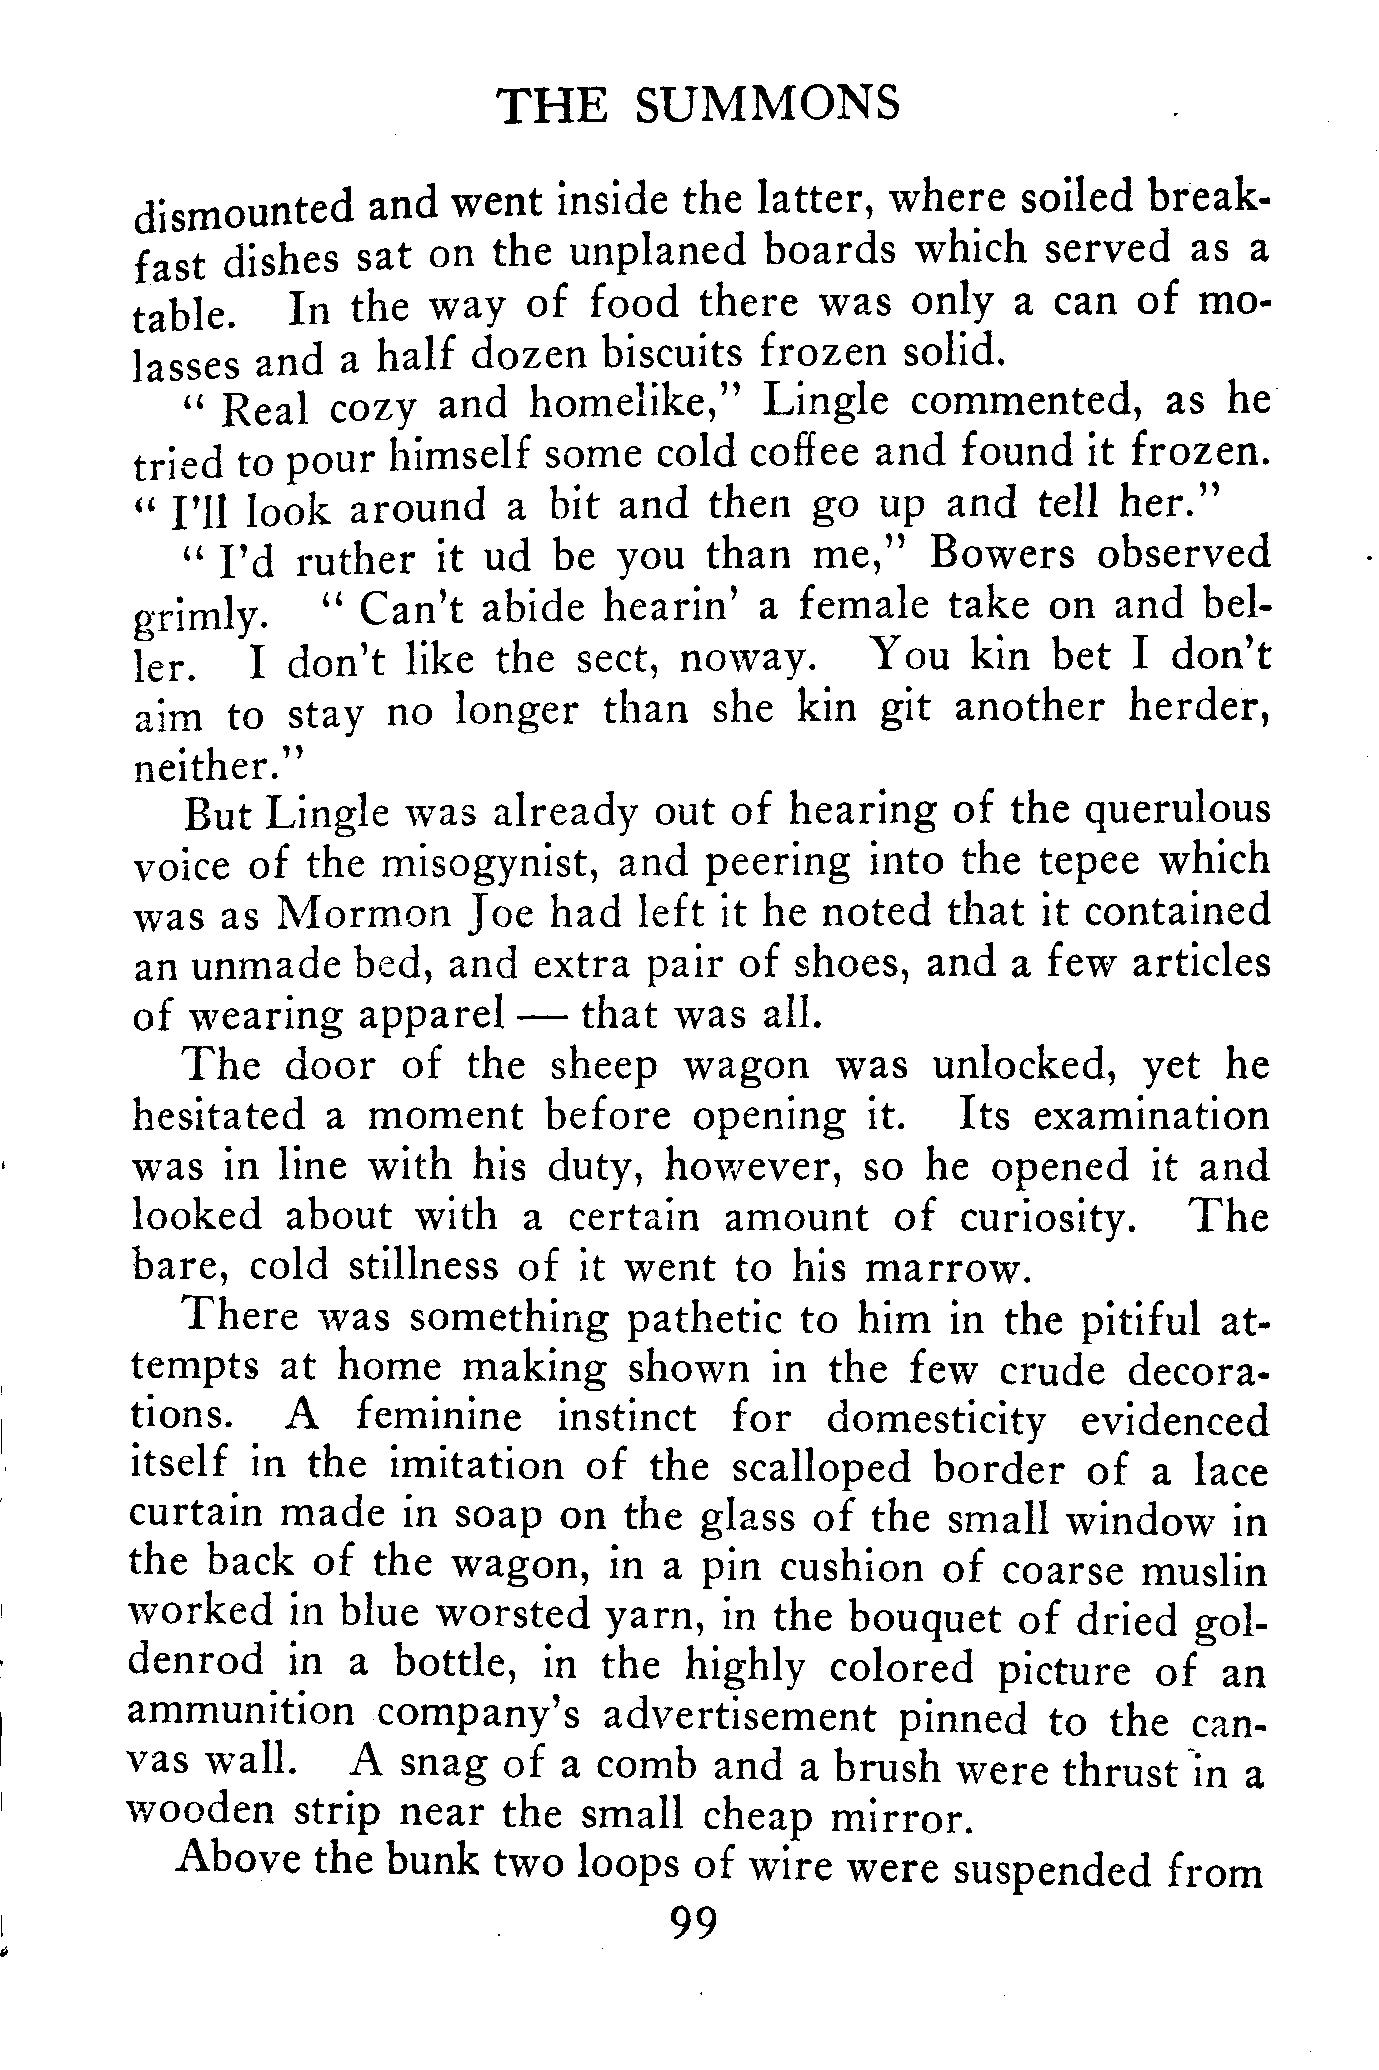 THE SUMMONS
dismounted and went inside the latter, where soiled break-
fast dishes sat on the unplaned boards which served as a
table. In the way of food there was only a can of mo-
lasses and a half dozen biscuits frozen solid.
“ Real cozy and homelike,” Lingle commented, as he
tried to pour himself some cold coffee and found it frozen.
“ I’ll look around a bit and then go up and tell her.”
“ I’d ruther it ud be you than me,” Bowers observed
grimly. “ Can’t abide hearin’ a female take on and bel-
ler. I don’t like the sect, noway. You kin bet I don’t
aim to stay no longer than she kin git another herder,
neither.”
But Lingle was already out of hearing of the querulous
voice of the misogynist, and peering into the tepee which
was as Mormon Joe had left it he noted that it contained
an unmade bed, and extra pair of shoes, and a few articles
of wearing apparel — that was all.
The door of the sheep wagon was unlocked, yet he
hesitated a moment before opening it. Its examination
was in line with his duty, however, so he opened it and
looked about with a certain amount of curiosity. The
bare, cold stillness of it went to his marrow.
There was something pathetic to him in the pitiful at-
tempts at home making shown in the few crude decora-
tions. A feminine instinct for domesticity evidenced
itself in the imitation of the scalloped border of a lace
curtain made in soap on the glass of the small window in
the back of the wagon, in a pin cushion of coarse muslin
worked in blue worsted yarn, in the bouquet of dried gol-
denrod in a bottle, in the highly colored picture of an
ammunition company’s advertisement pinned to the can-
vas wall. A snag of a comb and a brush were thrust in a
wooden strip near the small cheap mirror.
Above the bunk two loops of wire were suspended from
99